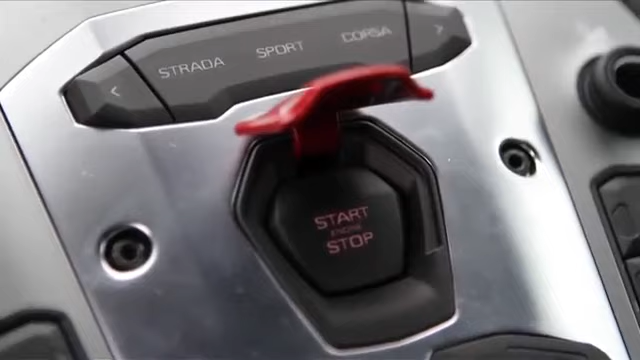 < STRADA SPORT CORSA >
START
ENGINE
STOP